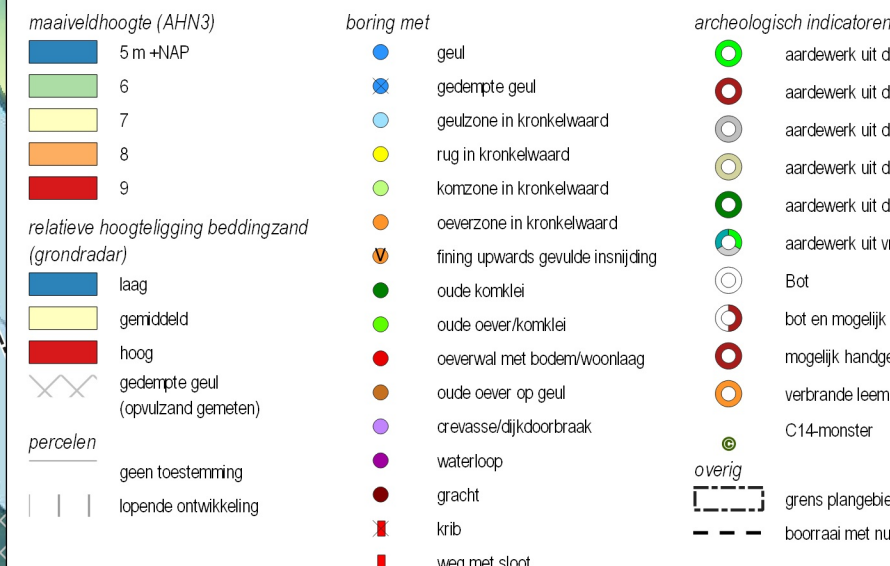 maaiveldhoogte (AHN3)
5 m +NAP
6
7
8
9
relatieve hoogteligging beddingzand
(grondradar)
laag
gemiddeld
hoog
gedempte geul
(opvulzand gemeten)
percelen
geen toestemming
lopende ontwikkeling
boring met
geul
gedempte geul
geulzone in kronkelwaard
rug in kronkelwaard
komzone in kronkelwaard
oeverzone in kronkelwaard
V fining upwards gevulde insnijding
oude komklei
oude oever/komklei
oeverwal met bodem/woonlaag
oude oever op geul
crevasse/dijkdoorbraak
waterloop
gracht
krib
weg met sloot
archeologisch indicatoren
aardewerk uit d
aardewerk uit d
aardewerk uit d
aardewerk uit d
aardewerk uit d
aardewerk uit vr
Bot
bot en mogelijk
mogelijk handge
verbrande leem
© C14-monster
overig
grens plangebie
boorraai met nu